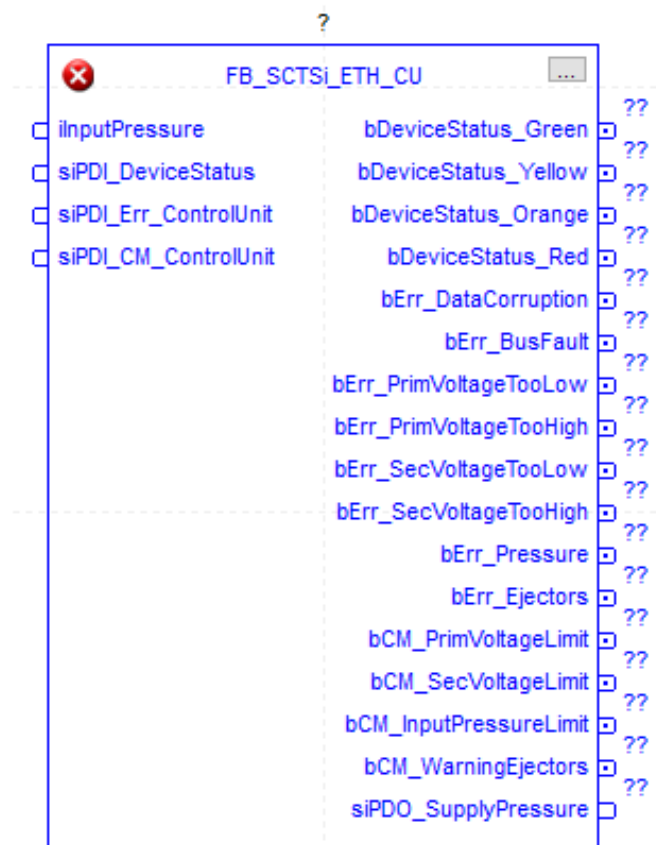 ?
FB_SCTSi_ETH_CU ...
iInputPressure bDeviceStatus_Green ??
siPDI_DeviceStatus bDeviceStatus_Yellow ??
siPDI_Err_ControlUnit bDeviceStatus_Orange ??
siPDI_CM_ControlUnit bDeviceStatus_Red ??
bErr_DataCorruption ??
bErr_BusFault ??
bErr_PrimVoltageTooLow ??
bErr_PrimVoltageTooHigh ??
bErr_SecVoltageTooLow ??
bErr_SecVoltageTooHigh ??
bErr_Pressure ??
bErr_Ejectors ??
bCM_PrimVoltageLimit ??
bCM_SecVoltageLimit ??
bCM_InputPressureLimit ??
bCM_WarningEjectors ??
siPDO_SupplyPressure ??